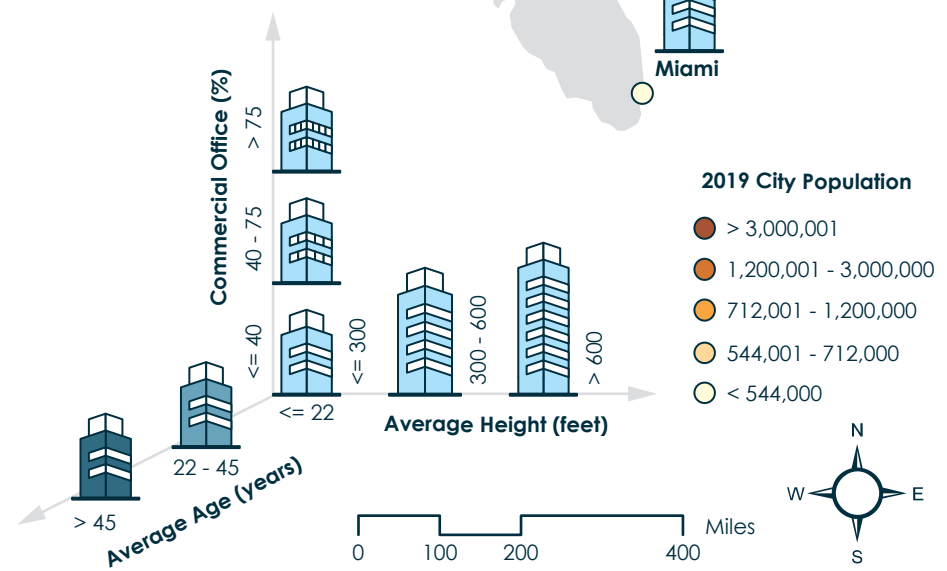 Miami
Commercial Office (%)
> 75
40 - 75
<= 40
<= 300
300 - 600
> 600
Average Height (feet)
<= 22
22 - 45
> 45
Average Age (years)
2019 City Population
> 3,000,001
1,200,001 - 3,000,000
712,001 - 1,200,000
544,001 - 712,000
< 544,000
N
W
E
S
0
100
200
400
Miles